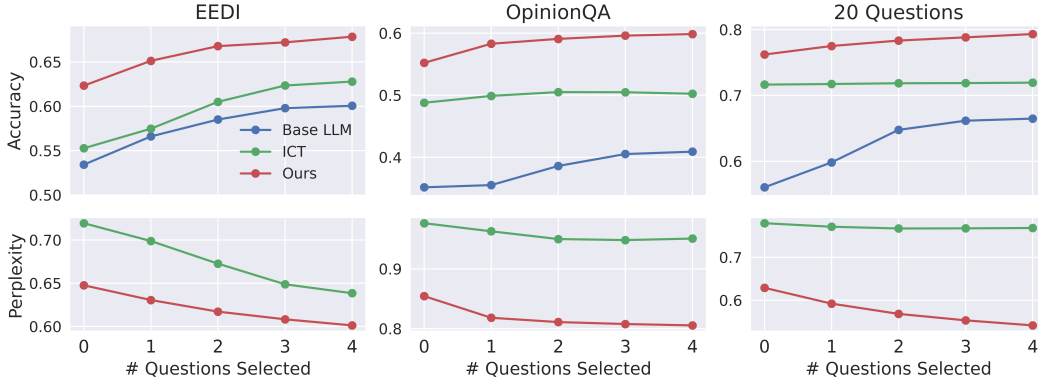 EEDI
OpinionQA
20 Questions
Accuracy
0.65
0.60
0.55
0.50
Base LLM
ICT
Ours
0.6
0.5
0.4
0.8
0.7
0.6
Perplexity
0.70
0.65
0.60
0.9
0.8
0.7
0.6
0 1 2 3 4
0 1 2 3 4
0 1 2 3 4
# Questions Selected
# Questions Selected
# Questions Selected